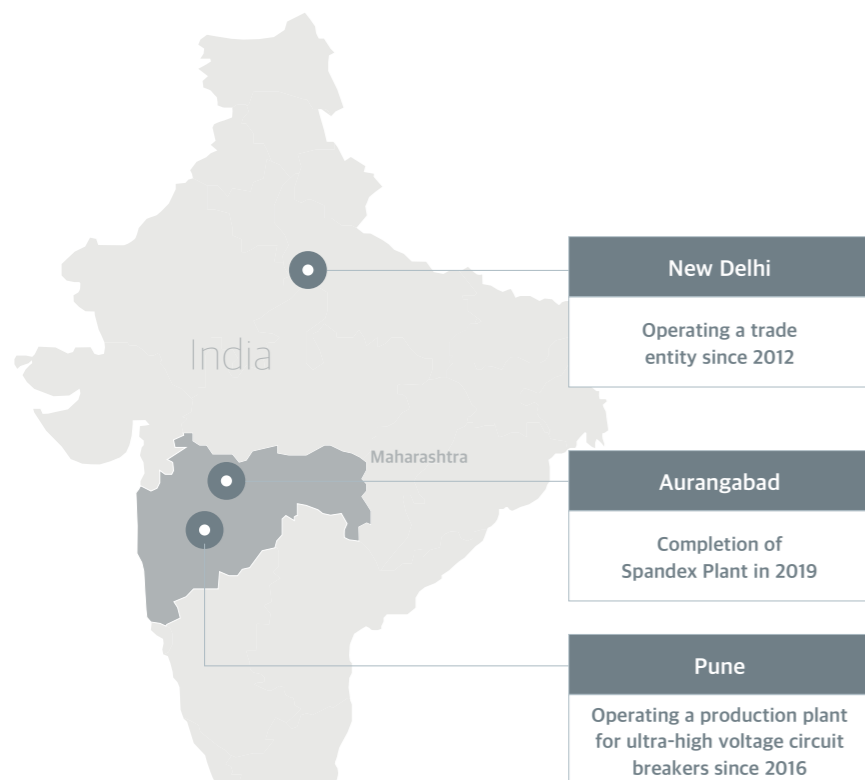 New Delhi
Operating a trade
entity since 2012
India
Maharashtra
Aurangabad
Completion of
Spandex Plant in 2019
Pune
Operating a production plant
for ultra-high voltage circuit
breakers since 2016